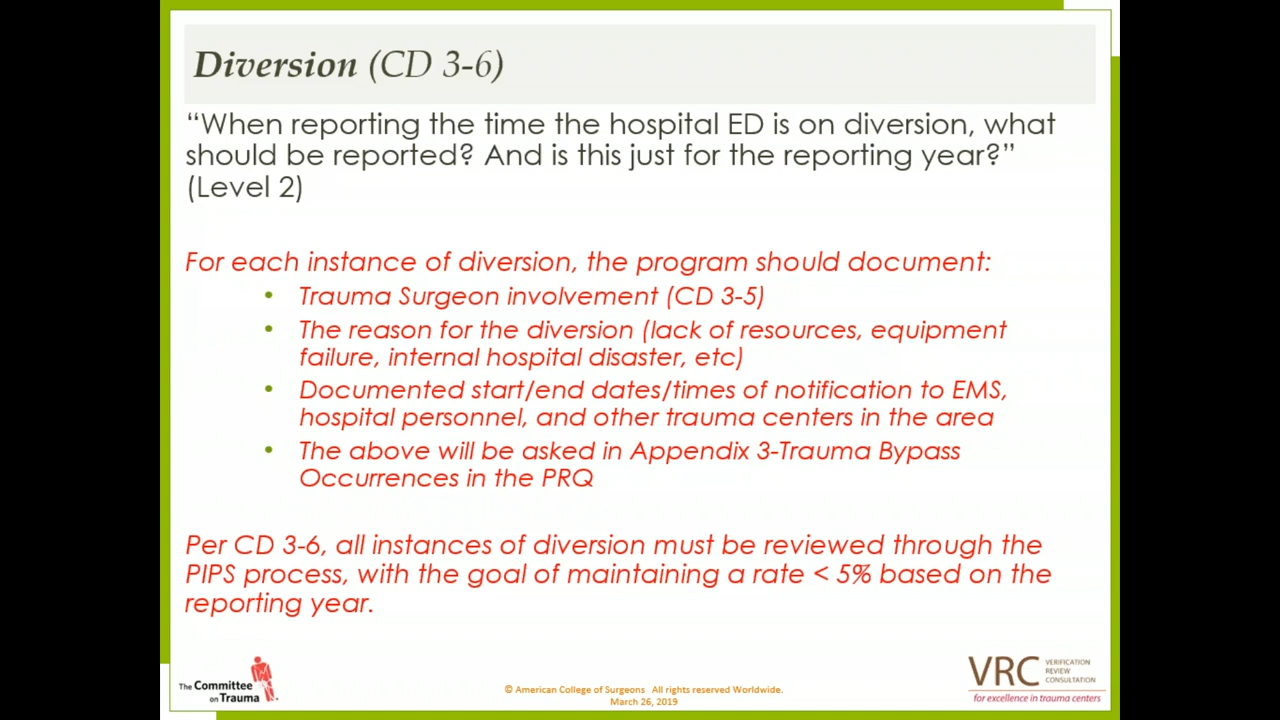 Diversion (CD 3-6)
“When reporting the time the hospital ED is on diversion, what
should be reported? And is this just for the reporting year?”
(Level 2)
For each instance of diversion, the program should document:
• Trauma Surgeon involvement (CD 3-5)
• The reason for the diversion (lack of resources, equipment
failure, internal hospital disaster, etc)
• Documented start/end dates/times of notification to EMS,
hospital personnel, and other trauma centers in the area
• The above will be asked in Appendix 3-Trauma Bypass
Occurrences in the PRQ
Per CD 3-6, all instances of diversion must be reviewed through the
PIPS process, with the goal of maintaining a rate < 5% based on the
reporting year.
The Committee
on Trauma
© American College of Surgeons All rights reserved Worldwide.
March 26, 2019
VRC
VERIFICATION
REVIEW
CONSULTATION
for excellence in trauma centers